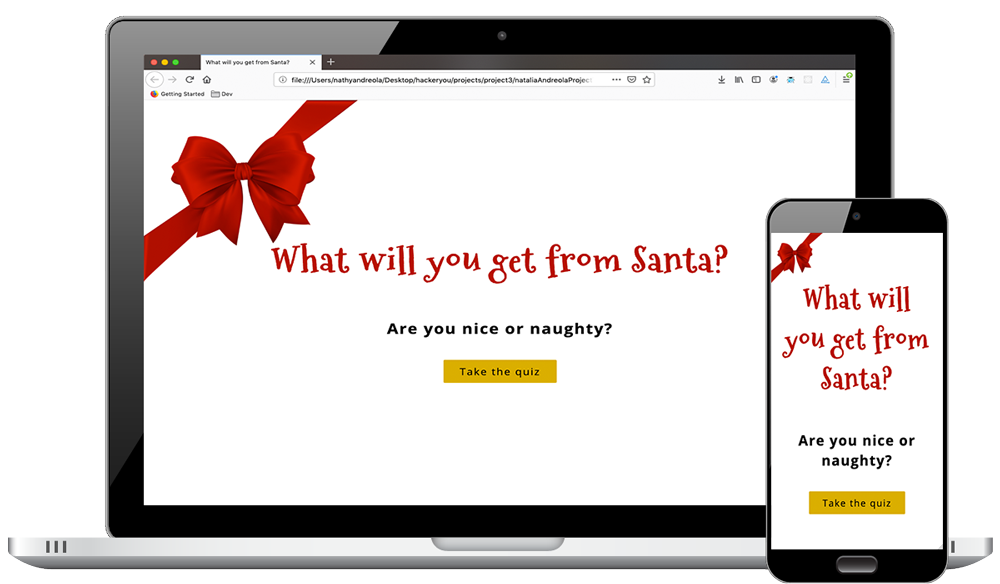 What will you get from Santa?
file:///Users/nathyandreola/Desktop/hackeryou/projects/project3/nataliaAndreolaProject
Getting Started Dev
What will you get from Santa?
Are you nice or naughty?
Take the quiz
What will
you get from
Santa?
Are you nice or
naughty?
Take the quiz